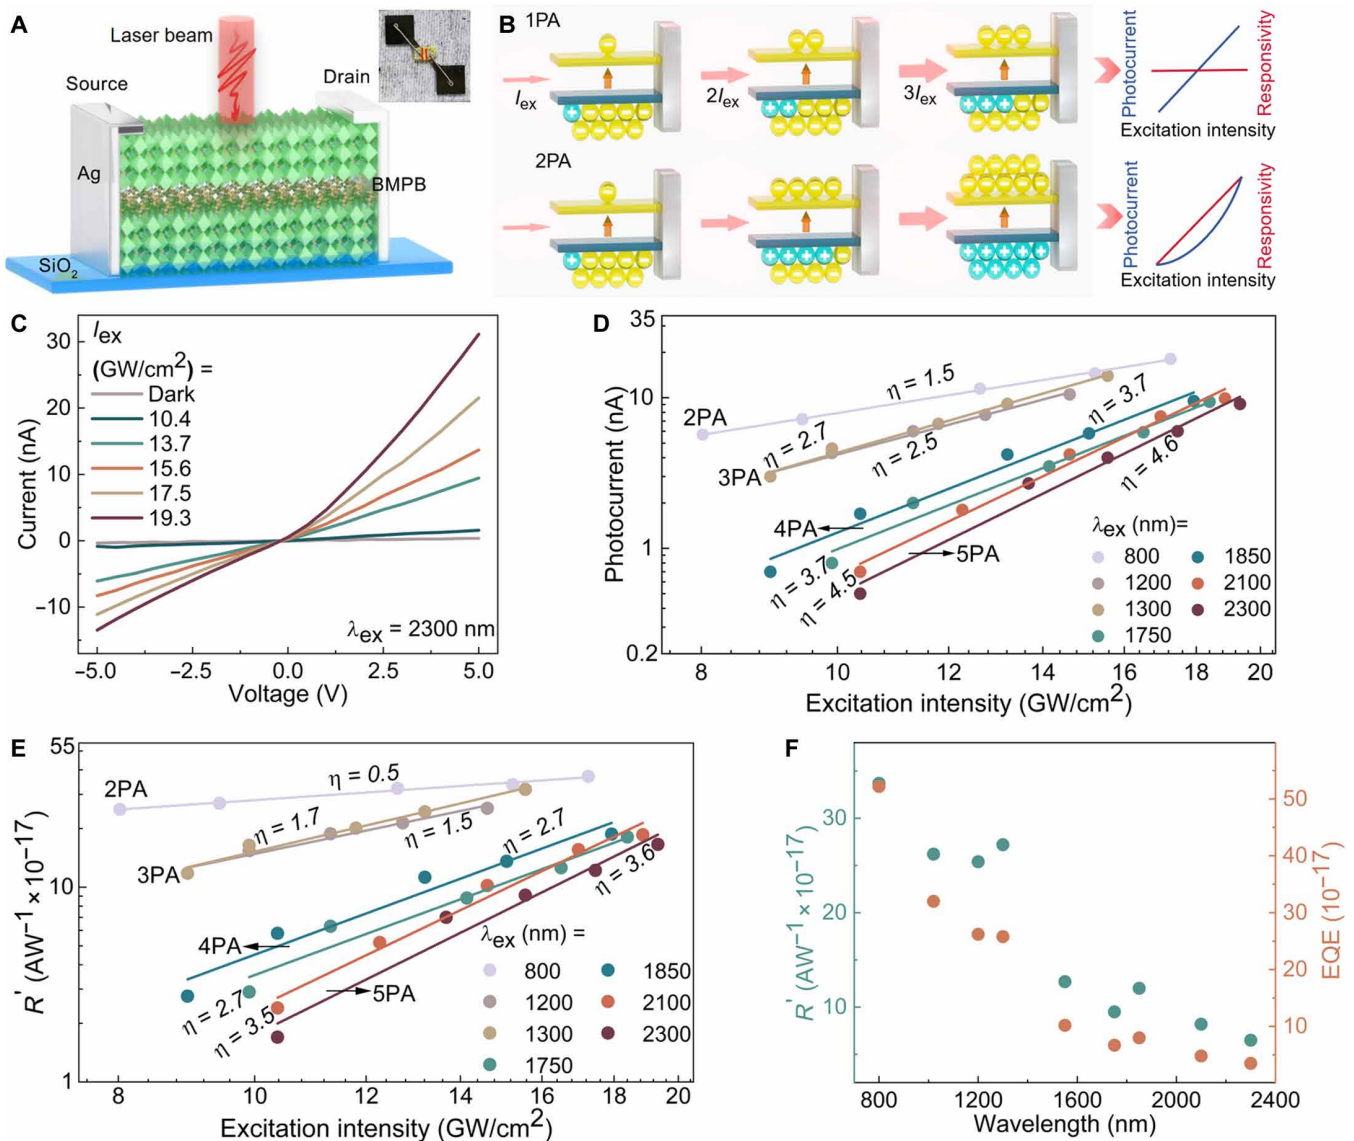 A
Laser beam
Source
Drain
Ag
BMPB
SiO2
B
1PA
Iex
2Iex
3Iex
Photocurrent
Responsivity
Excitation intensity
2PA
Photocurrent
Responsivity
Excitation intensity
C
Iex
(GW/cm2) =
Dark
10.4
13.7
15.6
17.5
19.3
30
20
10
0
−10
Current (nA)
λex = 2300 nm
−5.0 −2.5 0.0 2.5 5.0
Voltage (V)
D
35
10
1
0.2
Photocurrent (nA)
2PA
η = 1.5
3PA
η = 2.7
η = 2.5
η = 3.7
4PA
5PA
η = 4.6
η = 3.7
η = 4.5
λex (nm)=
800 1850
1200 2100
1300 2300
1750
8 10 12 14 16 18 20
Excitation intensity (GW/cm2)
E
55
10
1
R' (AW−1 × 10−17)
2PA
η = 0.5
3PA
η = 1.7
η = 1.5
η = 2.7
η = 3.6
4PA
5PA
η = 2.7
η = 3.5
λex (nm) =
800 1850
1200 2100
1300 2300
1750
8 10 12 14 16 18 20
Excitation intensity (GW/cm2)
F
30
20
10
R' (AW−1 × 10−17)
50
40
30
20
10
EQE (10−17)
800 1200 1600 2000 2400
Wavelength (nm)